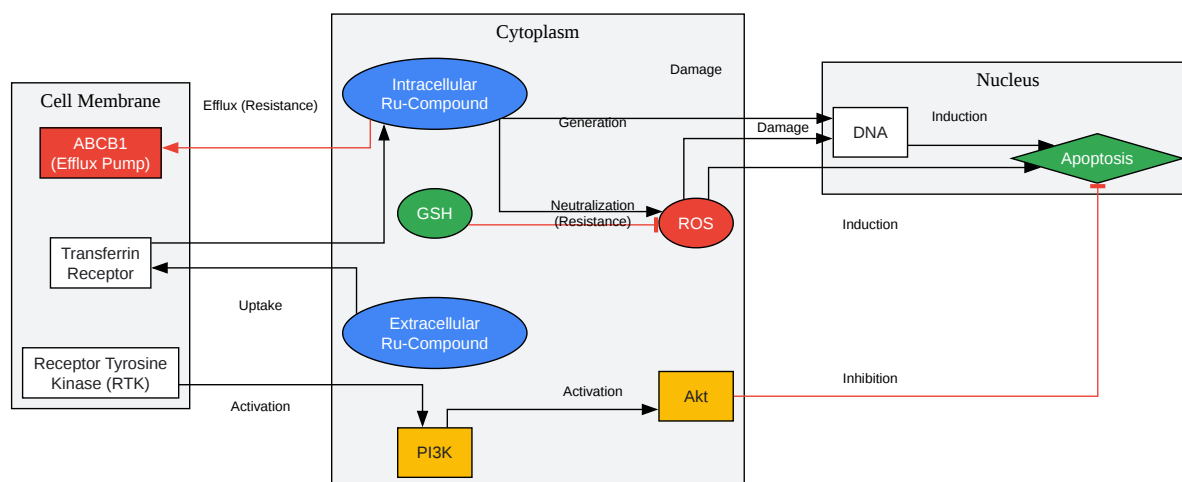 Cytoplasm
Cell Membrane
Nucleus
Intracellular
Ru-Compound
Damage
Efflux (Resistance)
ABCB1
(Efflux Pump)
Generation
Damage
DNA
Induction
Apoptosis
GSH
Neutralization
(Resistance)
ROS
Induction
Transferrin
Receptor
Uptake
Extracellular
Ru-Compound
Receptor Tyrosine
Kinase (RTK)
Activation
Activation
Akt
Inhibition
PI3K